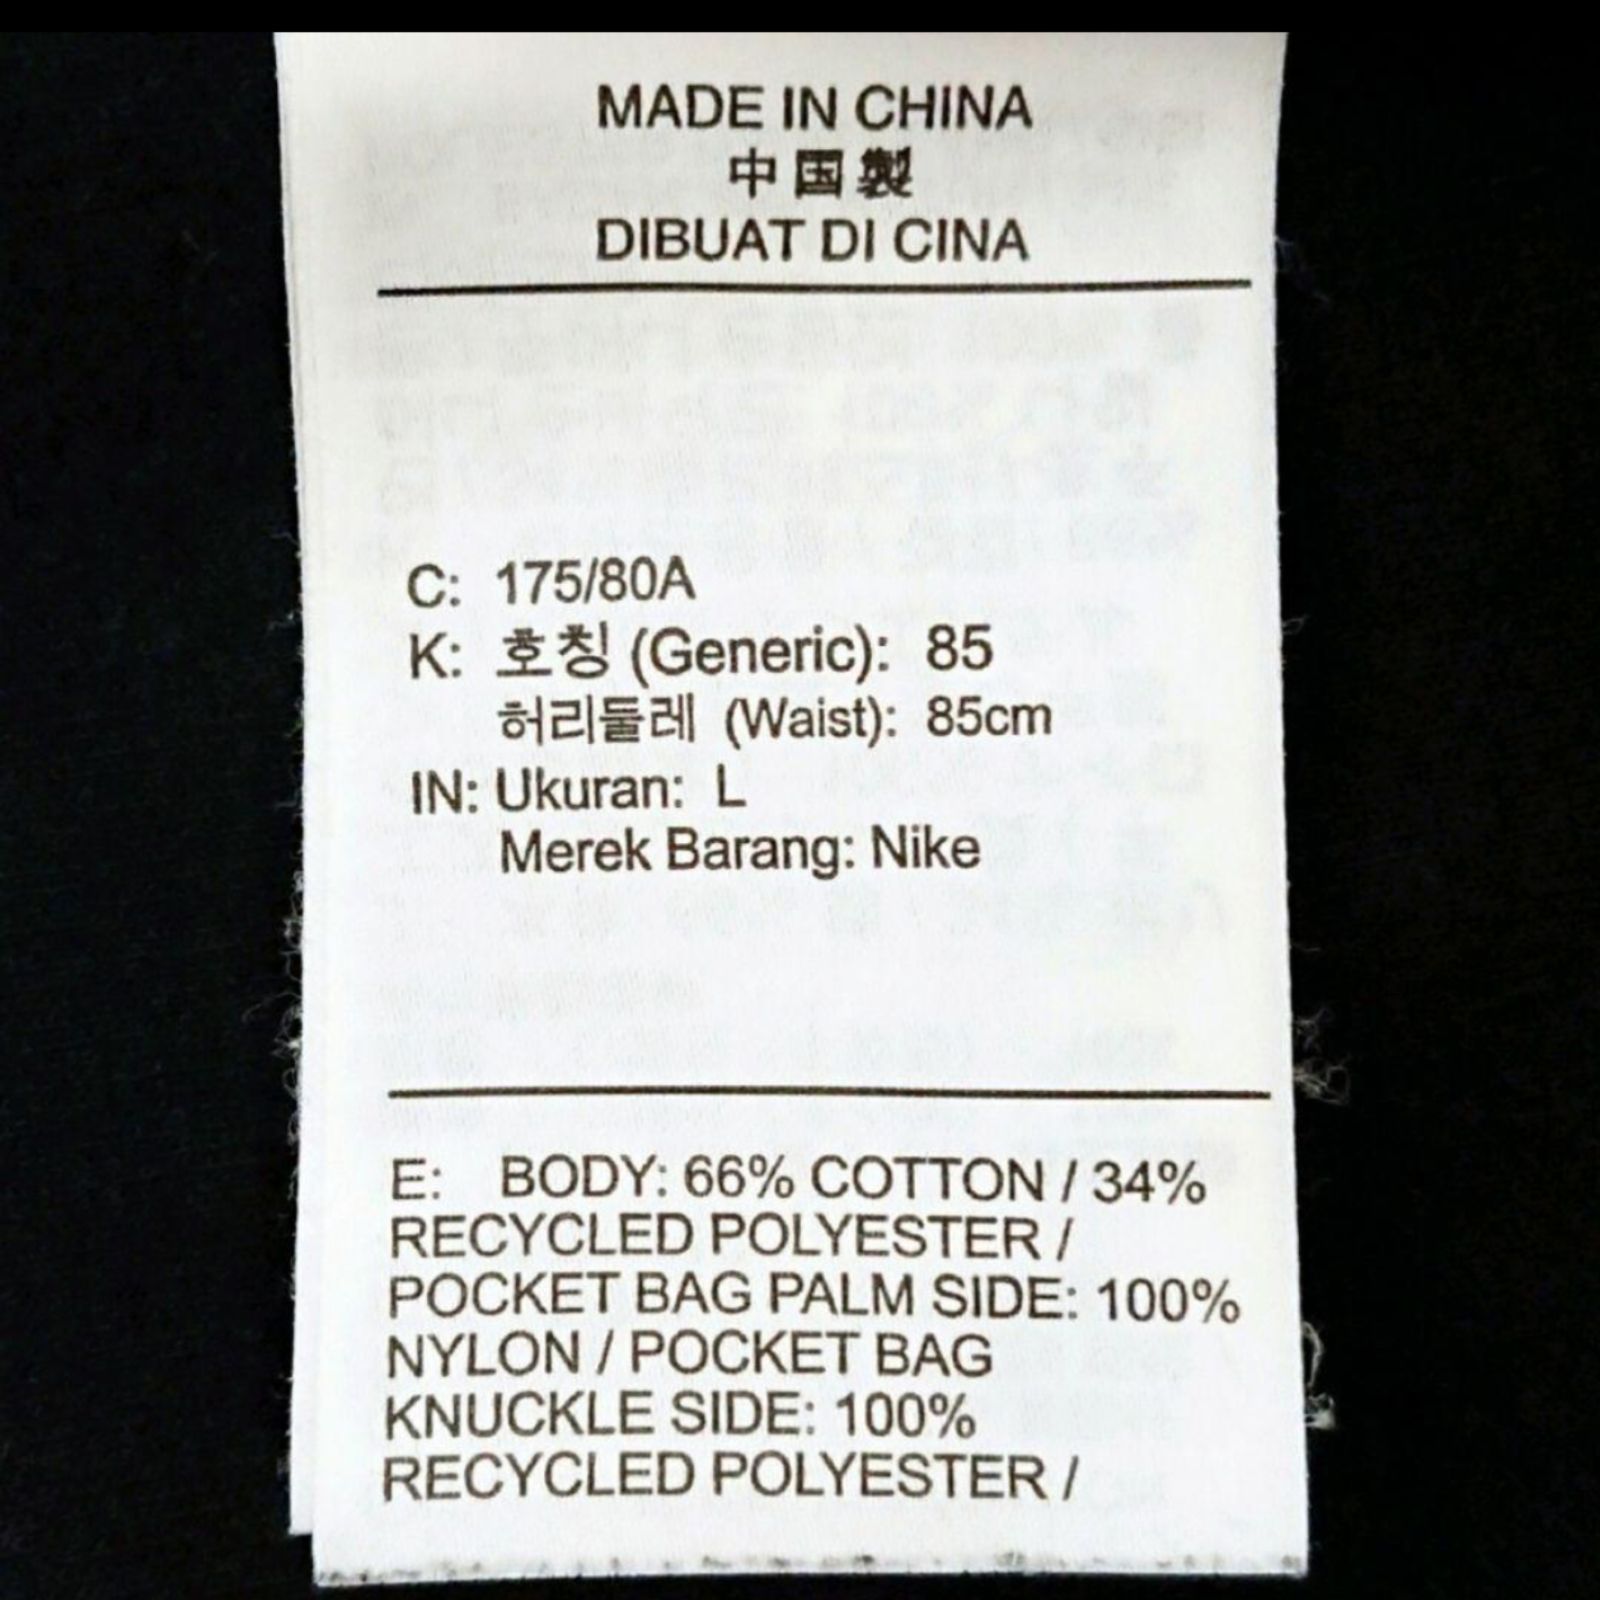 MADE IN CHINA
中国製
DIBUAT DI CINA
C: 175/80A
K: 호칭 (Generic): 85
허리둘레 (Waist): 85cm
IN: Ukuran: L
Merek Barang: Nike
E: BODY: 66% COTTON / 34%
RECYCLED POLYESTER /
POCKET BAG PALM SIDE: 100%
NYLON / POCKET BAG
KNUCKLE SIDE: 100%
RECYCLED POLYESTER /